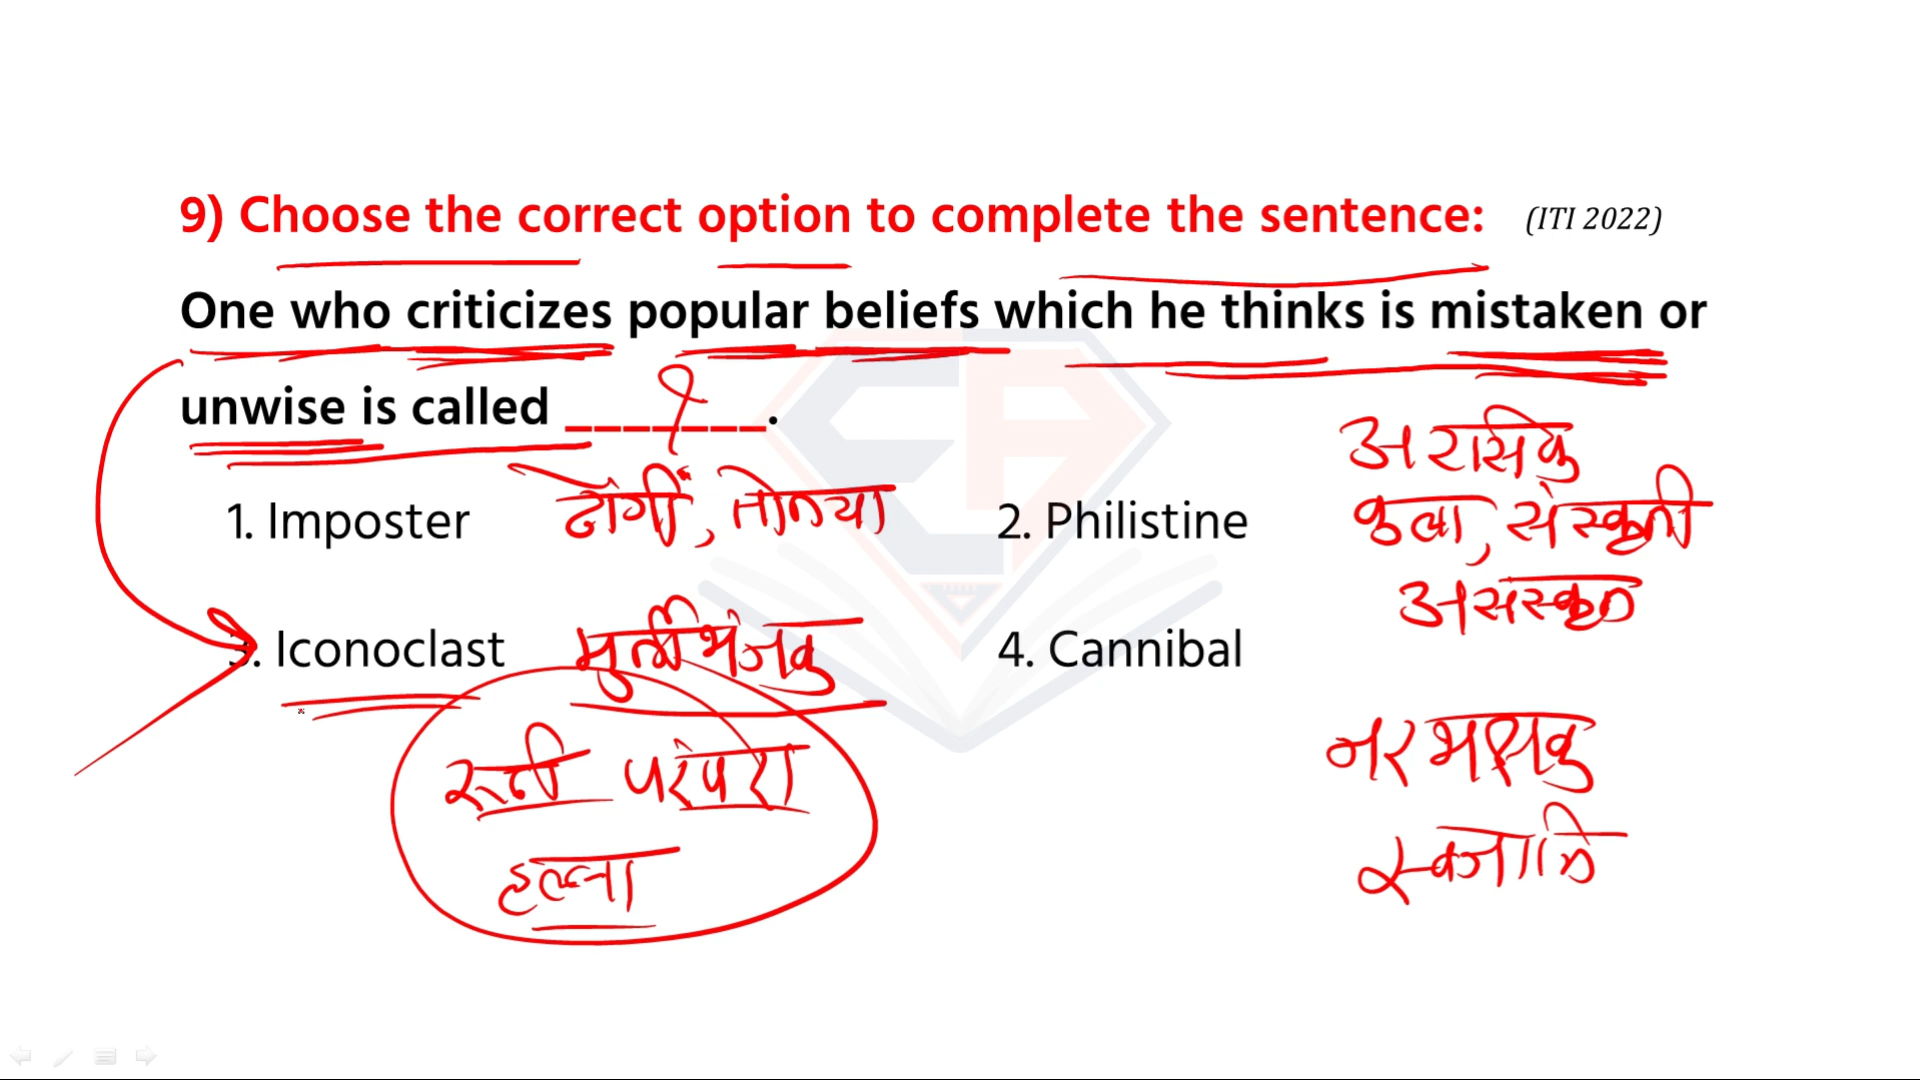 9) Choose the correct option to complete the sentence: (ITI 2022)
One who criticizes popular beliefs which he thinks is mistaken or
unwise is called _______.
1. Imposter ढोंगी, तोतया 2. Philistine
अरसिक
कला, संस्कृती
असंस्कृत
3. Iconoclast मुर्तीभंजक 4. Cannibal
रूढी परंपरा
हल्ला
नरभक्षक
स्वजाति